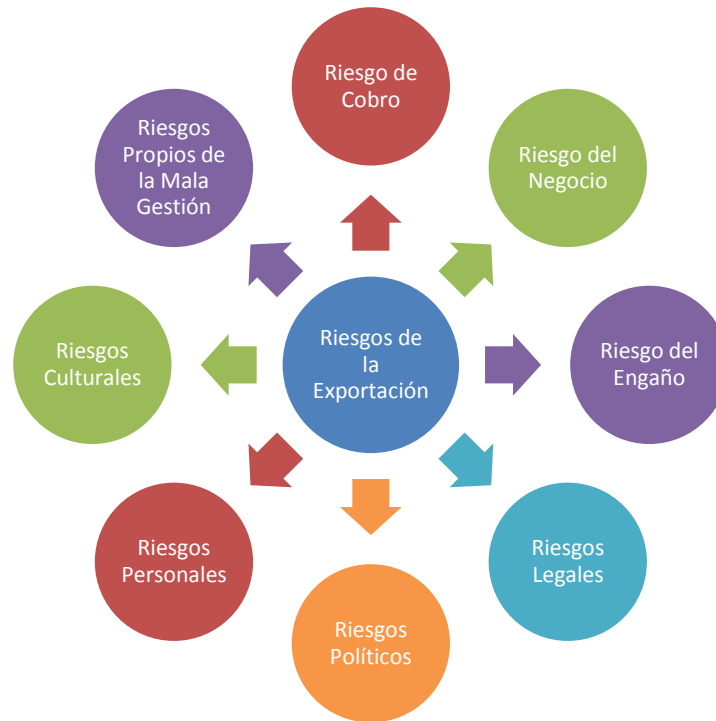 Riesgo de
Cobro
Riesgo del
Negocio
Riesgo del
Engaño
Riesgos
Legales
Riesgos
Políticos
Riesgos
Personales
Riesgos
Culturales
Riesgos
Propios de
la Mala
Gestión
Riesgos de
la
Exportación